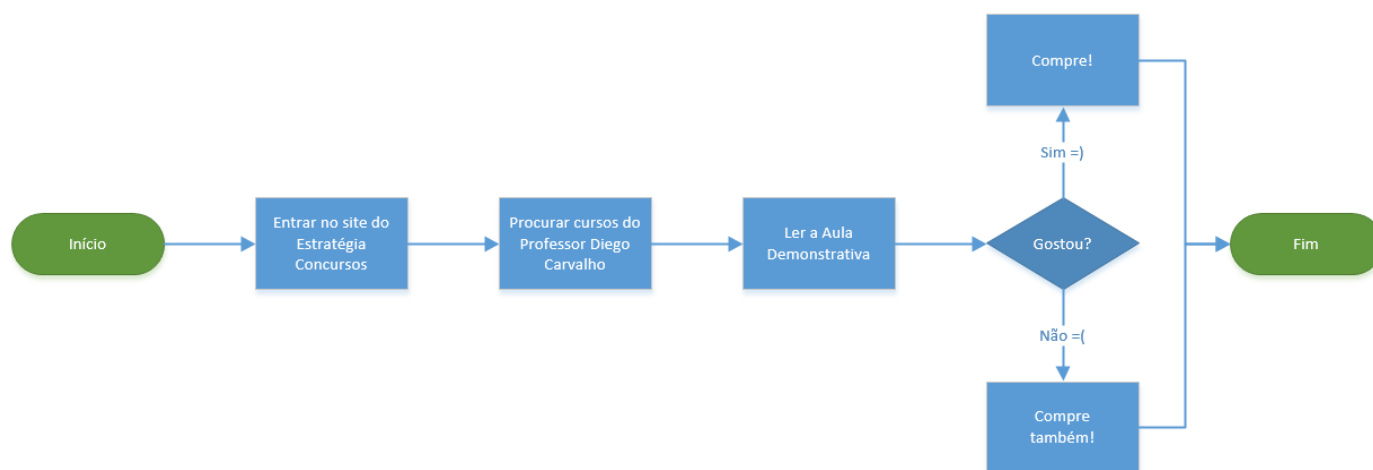 Início
Entrar no site do
Estratégia
Concursos
Procurar cursos do
Professor Diego
Carvalho
Ler a Aula
Demonstrativa
Gostou?
Sim =)
Compre!
Não =(
Compre
também!
Fim